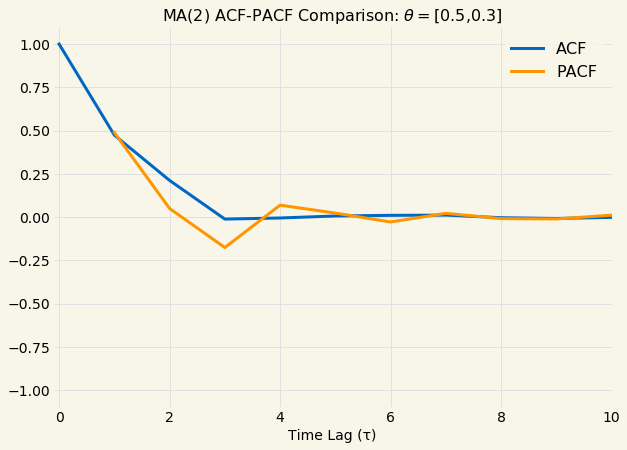 MA(2) ACF-PACF Comparison: θ = [0.5,0.3]
ACF
PACF
1.00
0.75
0.50
0.25
0.00
−0.25
−0.50
−0.75
−1.00
0 2 4 6 8 10
Time Lag (τ)